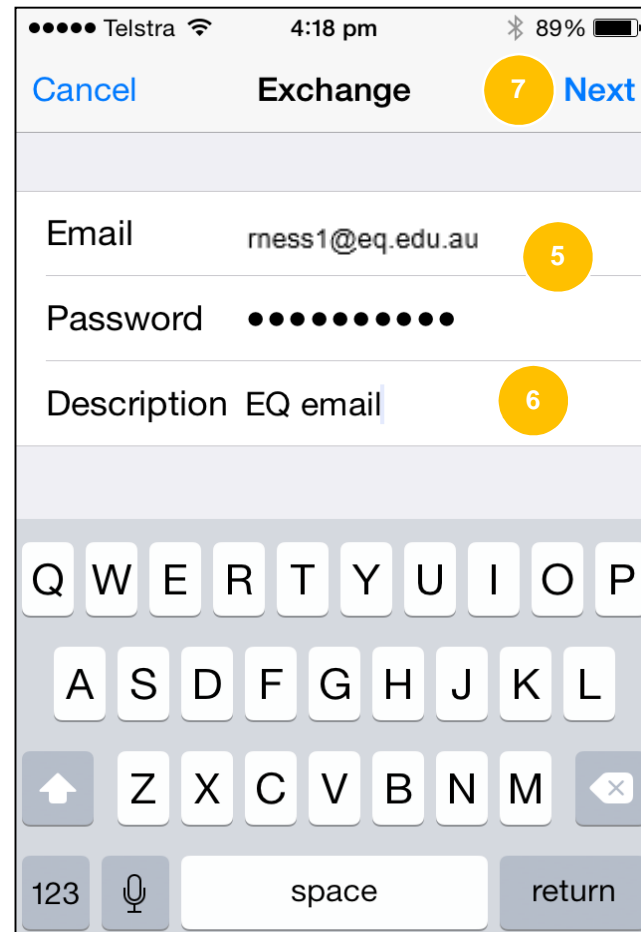 ●●●●● Telstra 4:18 pm 89%
Cancel Exchange 7 Next
Email rness1@eq.edu.au 5
Password ●●●●●●●●●●
Description EQ email 6
Q W E R T Y U I O P
A S D F G H J K L
Z X C V B N M
123 space return